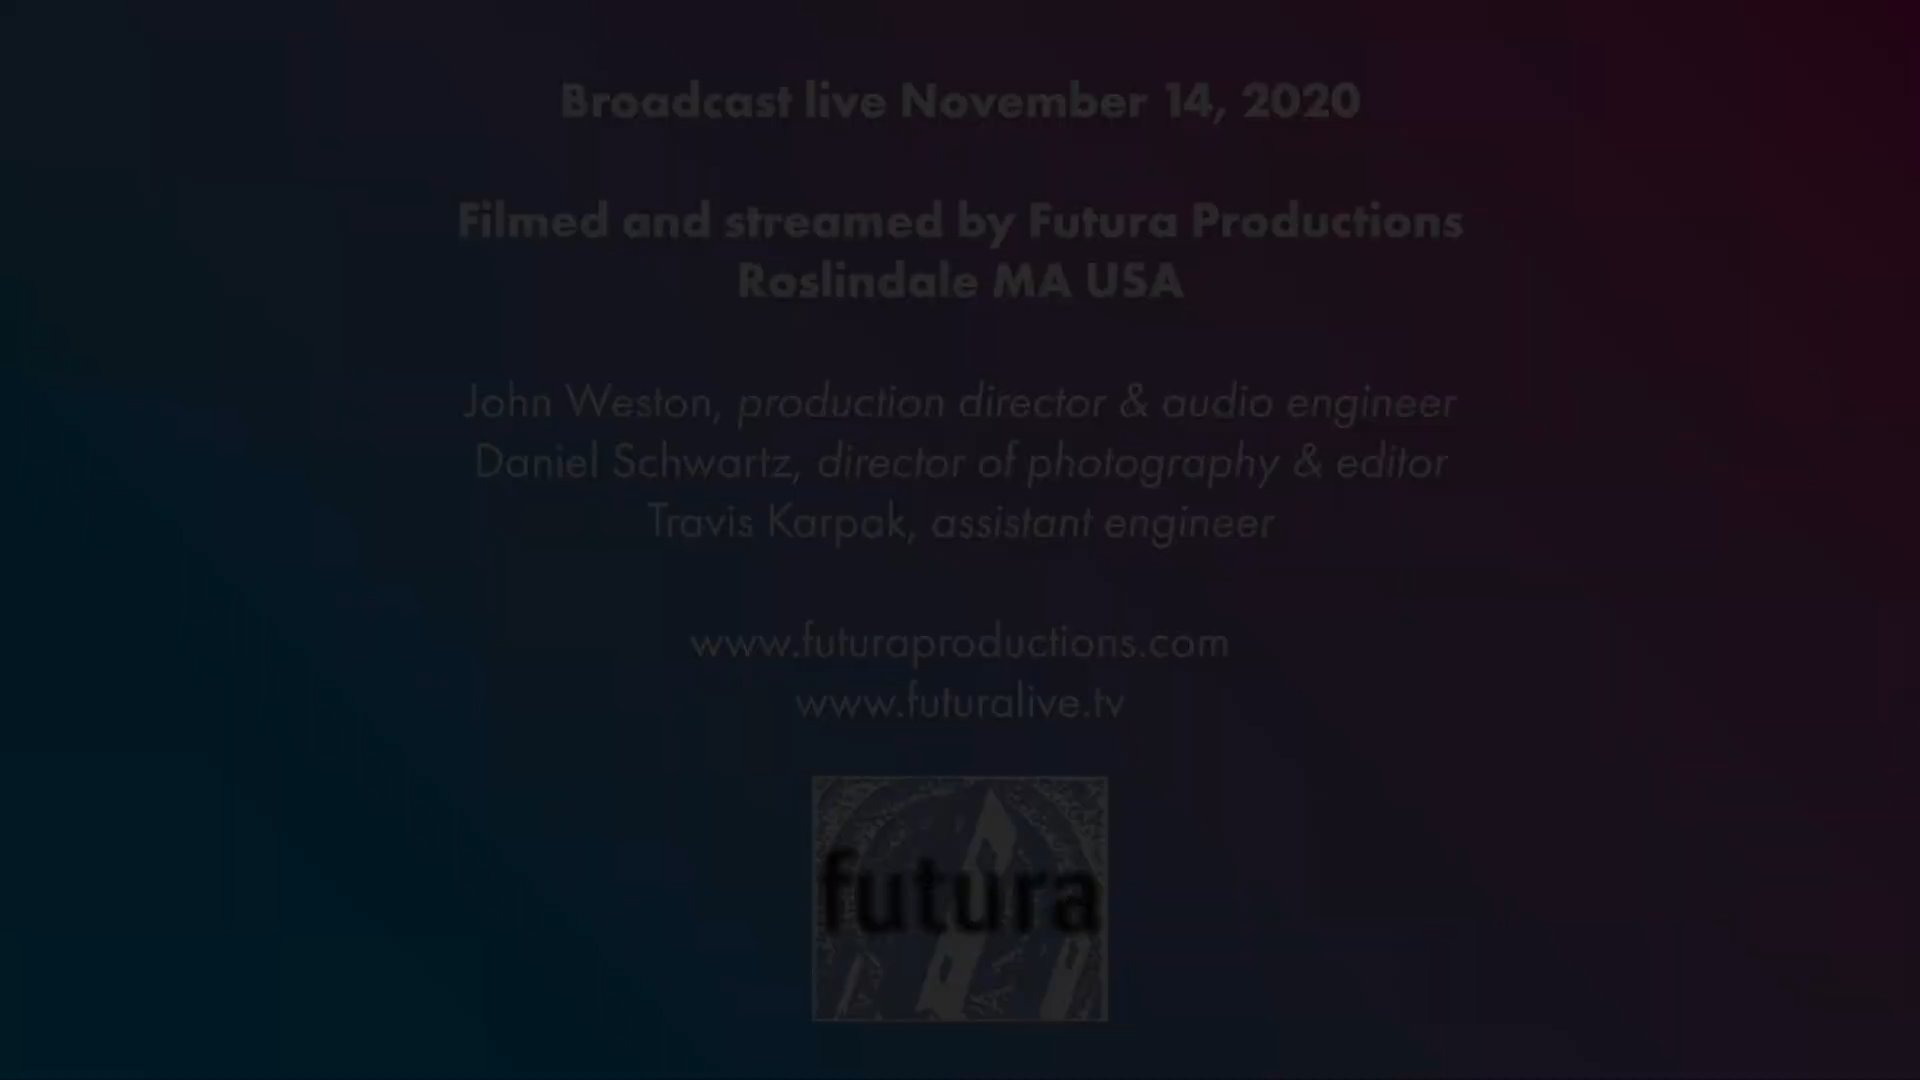 Broadcast live November 14, 2020
Filmed and streamed by Futura Productions
Roslindale MA USA
John Weston, production director & audio engineer
Daniel Schwartz, director of photography & editor
Travis Karpak, assistant engineer
www.futuraproductions.com
www.futuralive.tv
futura